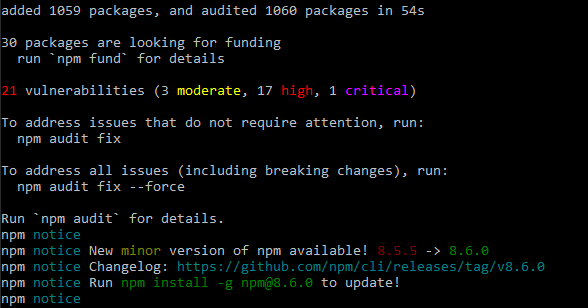 added 1059 packages, and audited 1060 packages in 54s
30 packages are looking for funding
  run `npm fund` for details
21 vulnerabilities (3 moderate, 17 high, 1 critical)
To address issues that do not require attention, run:
  npm audit fix
To address all issues (including breaking changes), run:
  npm audit fix --force
Run `npm audit` for details.
npm notice
npm notice New minor version of npm available! 8.5.5 -> 8.6.0
npm notice Changelog: https://github.com/npm/cli/releases/tag/v8.6.0
npm notice Run npm install -g npm@8.6.0 to update!
npm notice